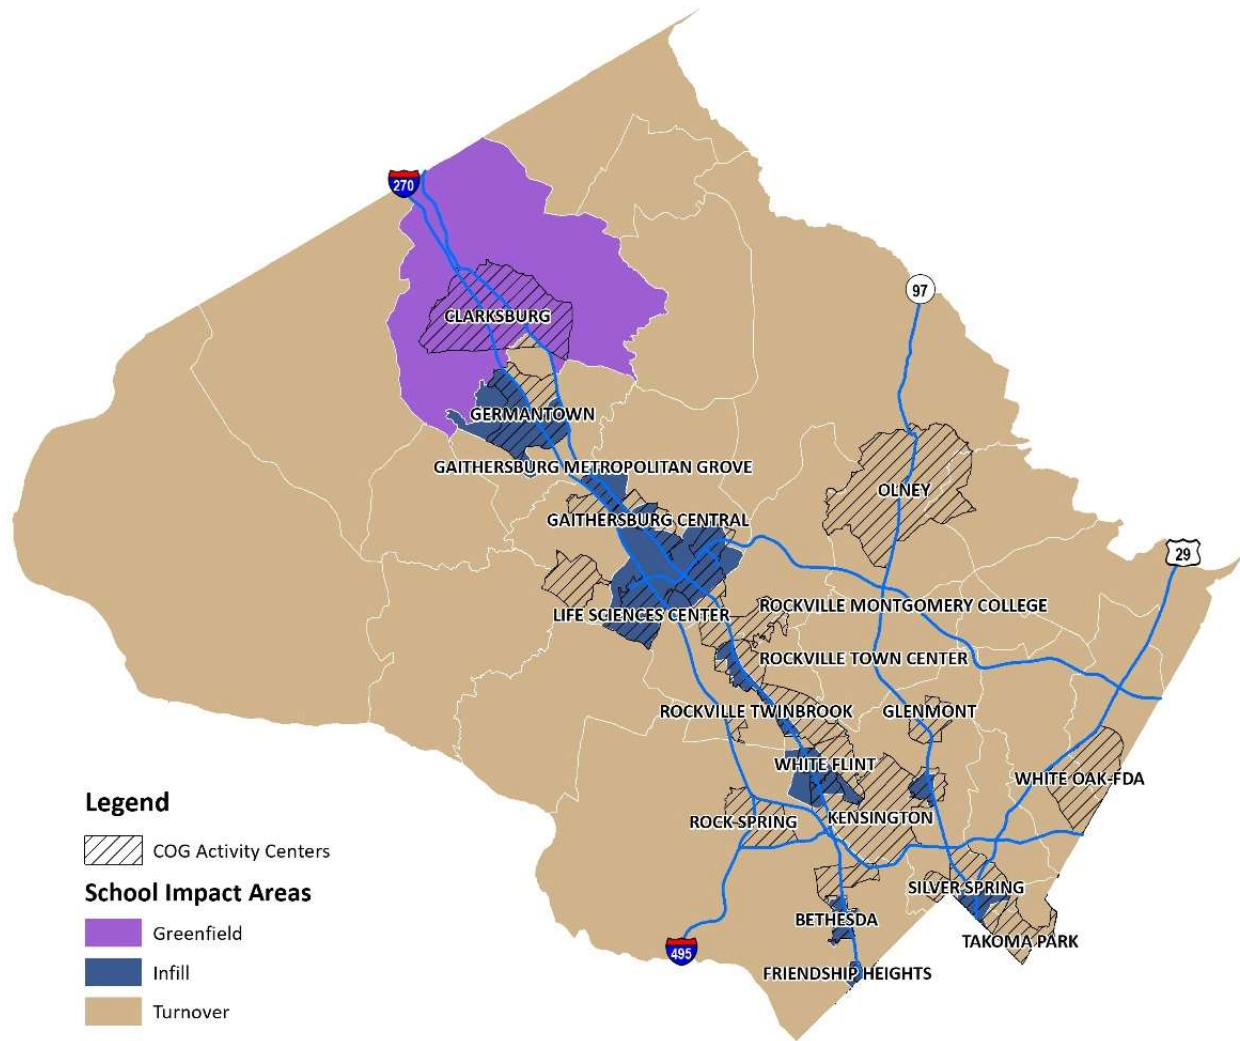 270
97
CLARKSBURG
GERMANTOWN
GAITHERSBURG METROPOLITAN GROVE
OLNEY
GAITHERSBURG CENTRAL
29
LIFE SCIENCES CENTER
ROCKVILLE MONTGOMERY COLLEGE
ROCKVILLE TOWN CENTER
ROCKVILLE TWINBROOK
GLENMONT
WHITE FLINT
WHITE OAK-FDA
ROCK SPRING
KENSINGTON
SILVER SPRING
BETHESDA
TAKOMA PARK
495
FRIENDSHIP HEIGHTS
Legend
COG Activity Centers
School Impact Areas
Greenfield
Infill
Turnover